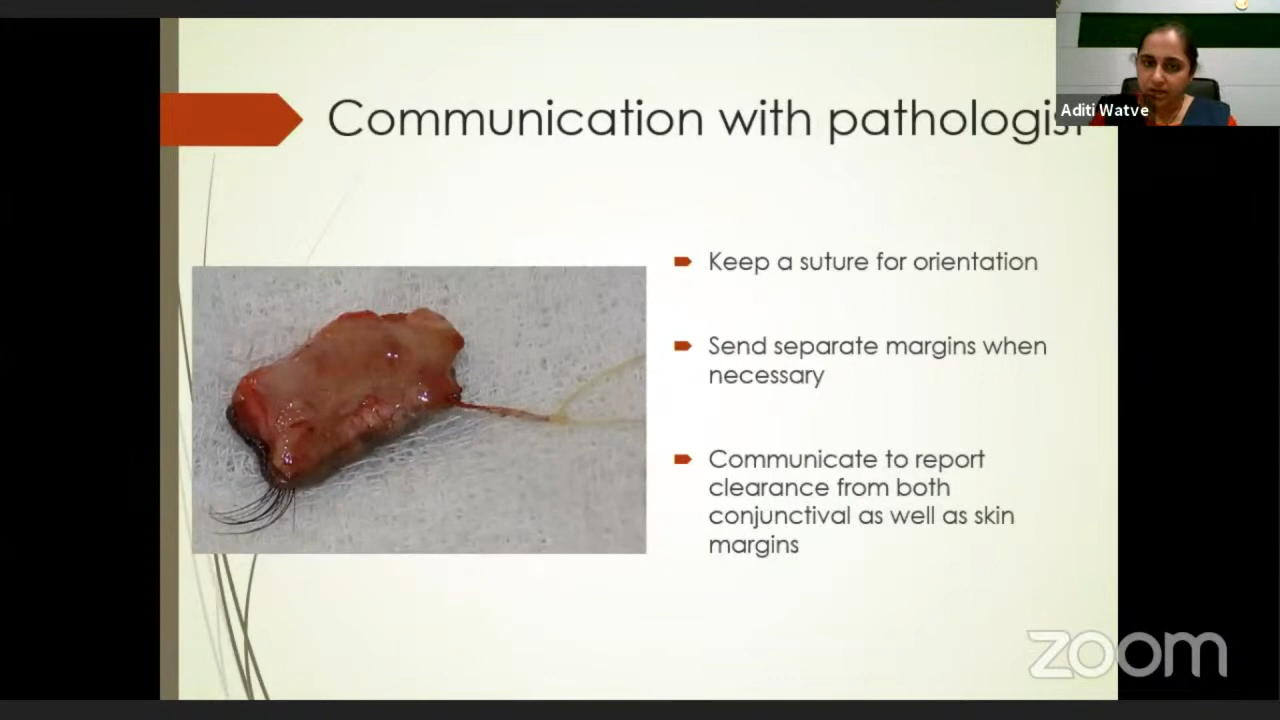 Communication with pathologist
Aditi Watve
Keep a suture for orientation
Send separate margins when
necessary
Communicate to report
clearance from both
conjunctival as well as skin
margins
zoom